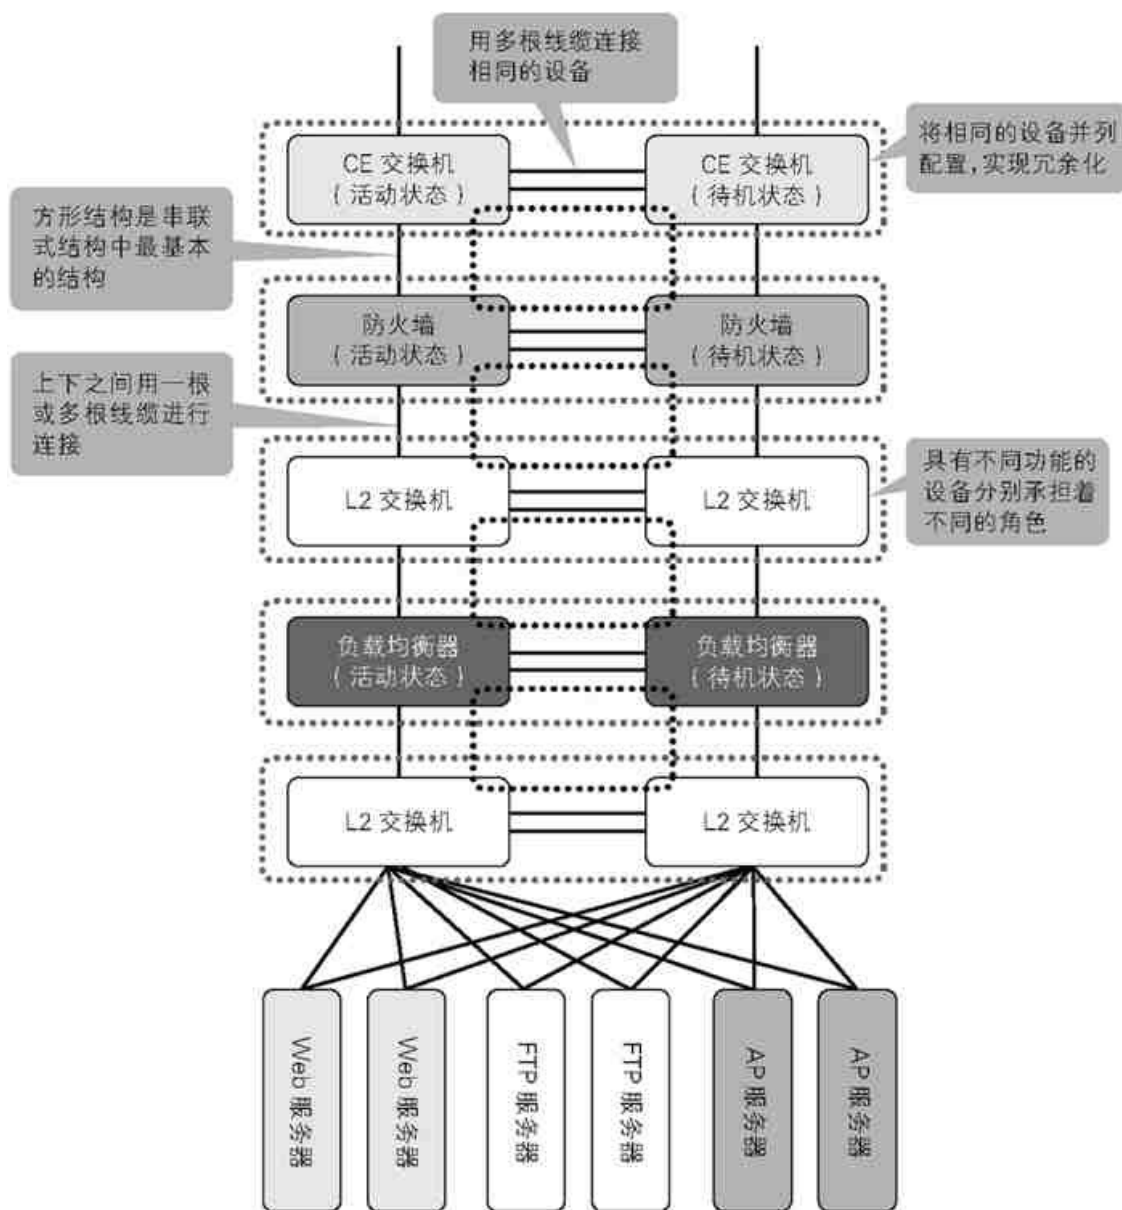 用多根线缆连接
相同的设备
CE 交换机
(活动状态)
CE 交换机
(待机状态)
将相同的设备并列
配置,实现冗余化
方形结构是串联
式结构中最基本
的结构
防火墙
(活动状态)
防火墙
(待机状态)
上下之间用一根
或多根线缆进行
连接
L2 交换机
L2 交换机
具有不同功能的
设备分别承担着
不同的角色
负载均衡器
(活动状态)
负载均衡器
(待机状态)
L2 交换机
L2 交换机
Web 服务器
Web 服务器
FTP 服务器
FTP 服务器
AP 服务器
AP 服务器